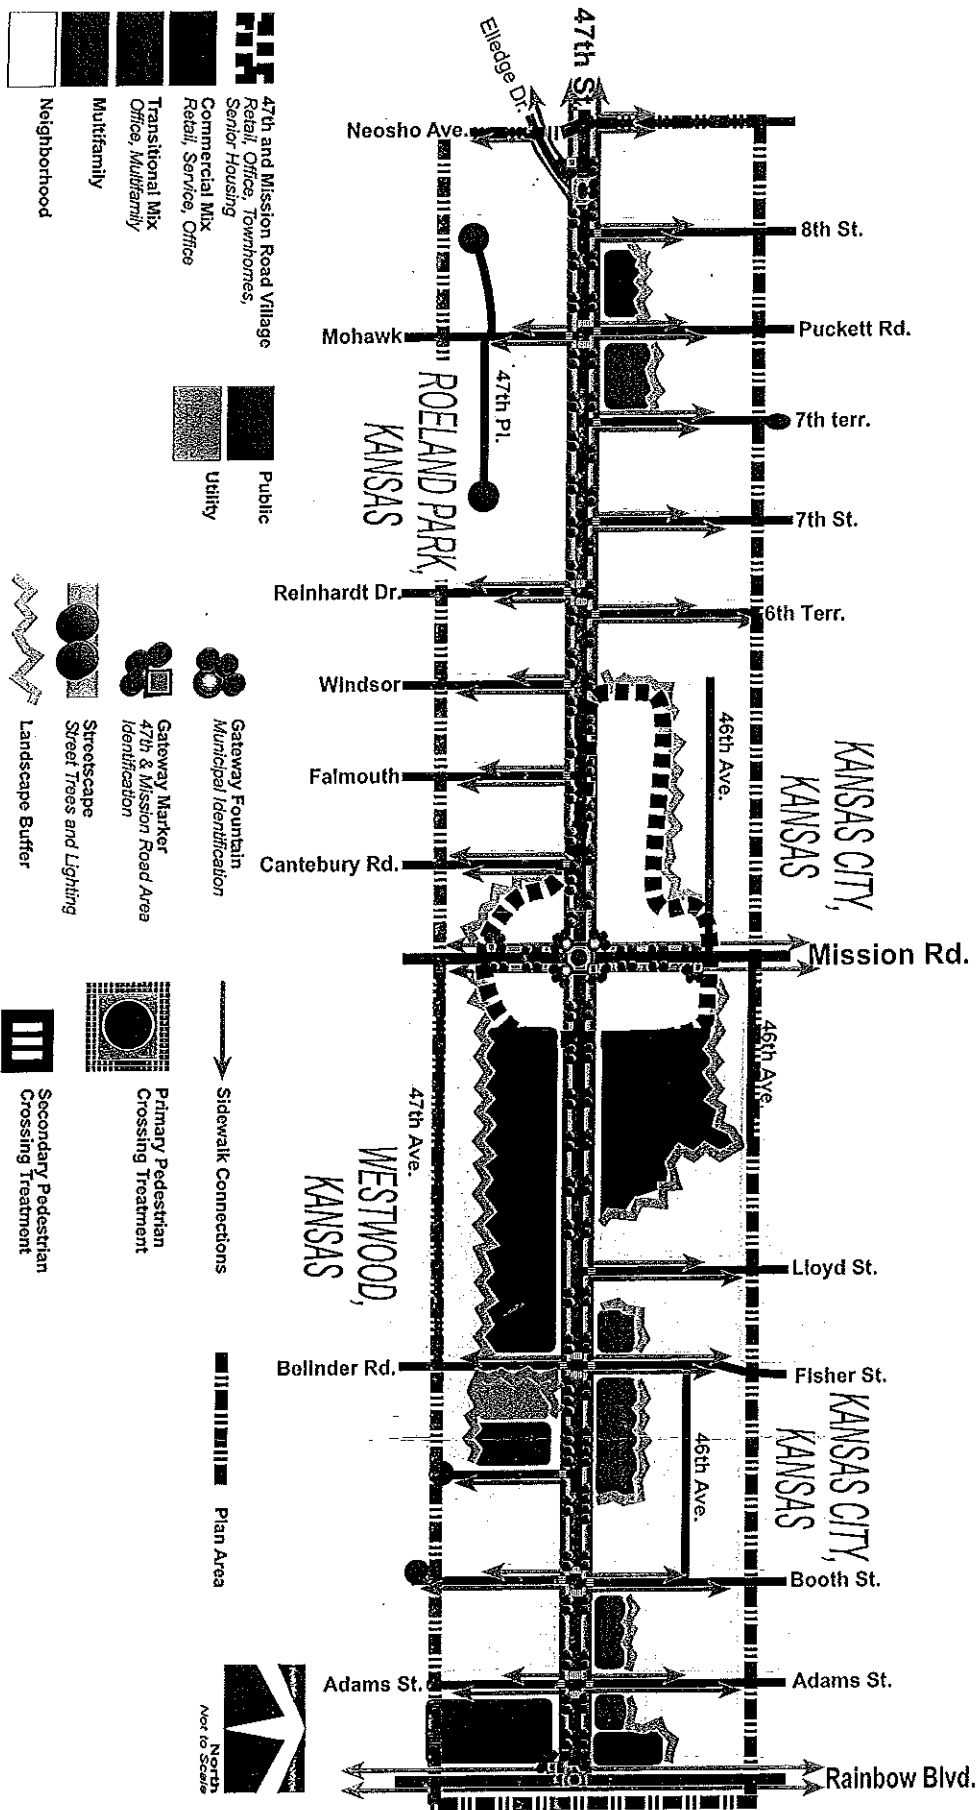 47th St.
Elledge Dr.
Neosho Ave.
8th St.
Mohawk
Puckett Rd.
47th Pl.
7th terr.
ROELAND PARK,
KANSAS
7th St.
Reinhardt Dr.
6th Terr.
Windsor
46th Ave.
KANSAS CITY,
KANSAS
Falmouth
Cantebury Rd.
Mission Rd.
46th Ave.
47th Ave.
WESTWOOD,
KANSAS
Lloyd St.
Belinder Rd.
Fisher St.
KANSAS CITY,
KANSAS
46th Ave.
Booth St.
Adams St.
Adams St.
Rainbow Blvd.
47th and Mission Road Village
Retail, Office, Townhomes,
Senior Housing
Commercial Mix
Retail, Service, Office
Transitional Mix
Office, Multifamily
Multifamily
Neighborhood
Public
Utility
Gateway Fountain
Municipal Identification
Gateway Marker
47th & Mission Road Area
Identification
Streetscape
Street Trees and Lighting
Landscape Buffer
Sidewalk Connections
Primary Pedestrian
Crossing Treatment
Secondary Pedestrian
Crossing Treatment
Plan Area
North
Not to Scale